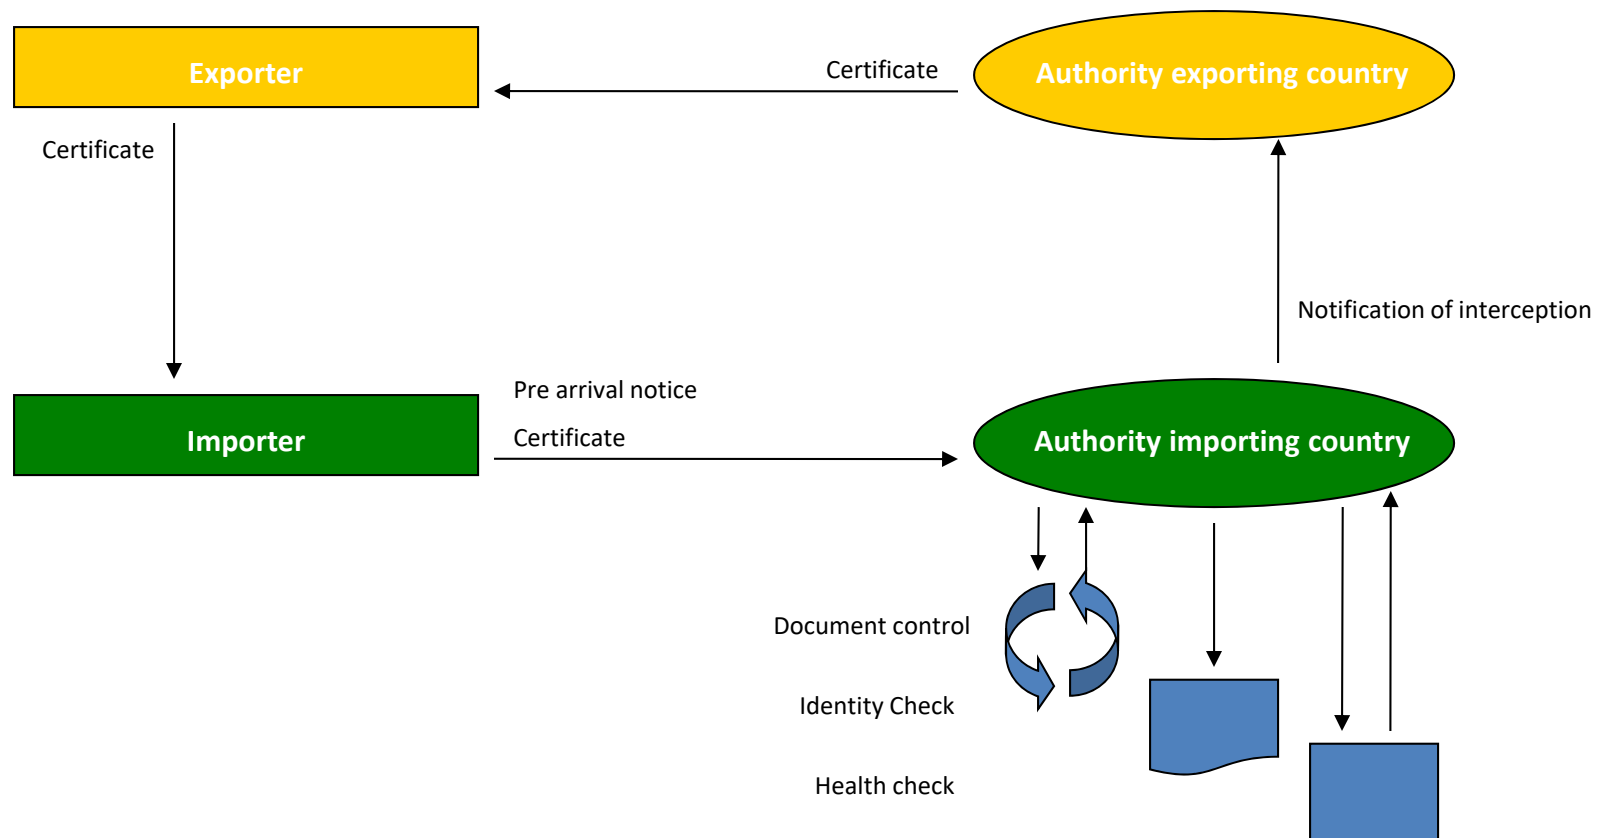 Exporter
Certificate
Authority exporting country
Certificate
Notification of interception
Pre arrival notice
Importer
Certificate
Authority importing country
Document control
Identity Check
Health check